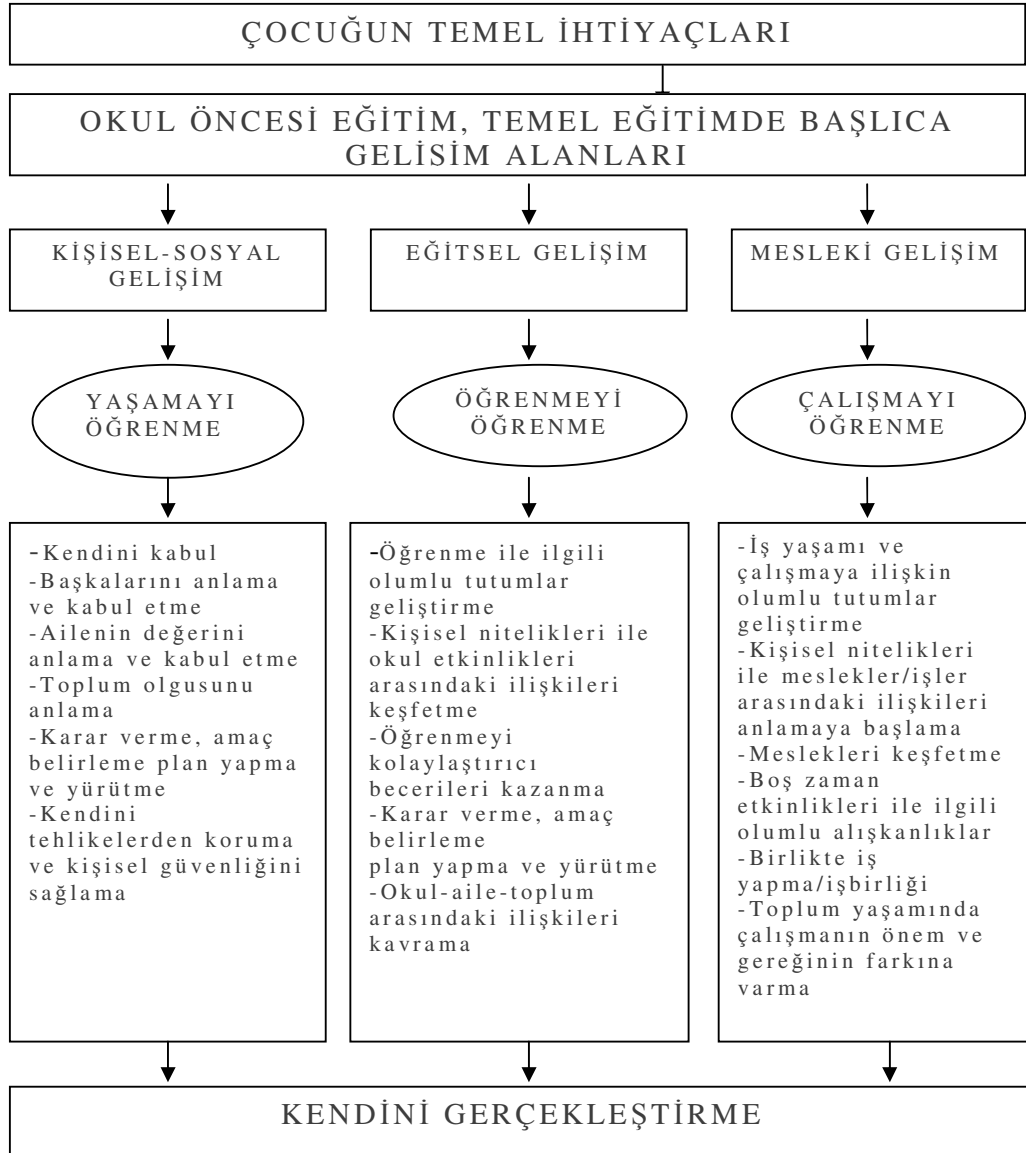 ÇOCUĞUN TEMEL İHTİYAÇLARI
OKUL ÖNCESİ EĞİTİM, TEMEL EĞİTİMDE BAŞLICA
GELİSİM ALANLARI
KİŞİSEL-SOSYAL
GELİŞİM
EĞİTSEL GELİŞİM
MESLEKİ GELİŞİM
YAŞAMAYI
ÖĞRENME
ÖĞRENMEYİ
ÖĞRENME
ÇALIŞMAYI
ÖĞRENME
-Kendini kabul
-Başkalarını anlama
ve kabul etme
-Ailenin değerini
anlama ve kabul etme
-Toplum olgusunu
anlama
-Karar verme, amaç
belirleme plan yapma
ve yürütme
-Kendini
tehlikelerden koruma
ve kişisel güvenliğini
sağlama
-Öğrenme ile ilgili
olumlu tutumlar
geliştirme
-Kişisel nitelikleri ile
okul etkinlikleri
arasındaki ilişkileri
keşfetme
-Öğrenmeyi
kolaylaştırıcı
becerileri kazanma
-Karar verme, amaç
belirleme
plan yapma ve yürütme
-Okul-aile-toplum
arasındaki ilişkileri
kavrama
-İş yaşamı ve
çalışmaya ilişkin
olumlu tutumlar
geliştirme
-Kişisel nitelikleri
ile meslekler/işler
arasındaki ilişkileri
anlamaya başlama
-Meslekleri keşfetme
-Boş zaman
etkinlikleri ile ilgili
olumlu alışkanlıklar
-Birlikte iş
yapma/işbirliği
-Toplum yaşamında
çalışmanın önem ve
gereğinin farkına
varma
KENDİNİ GERÇEKLEŞTİRME